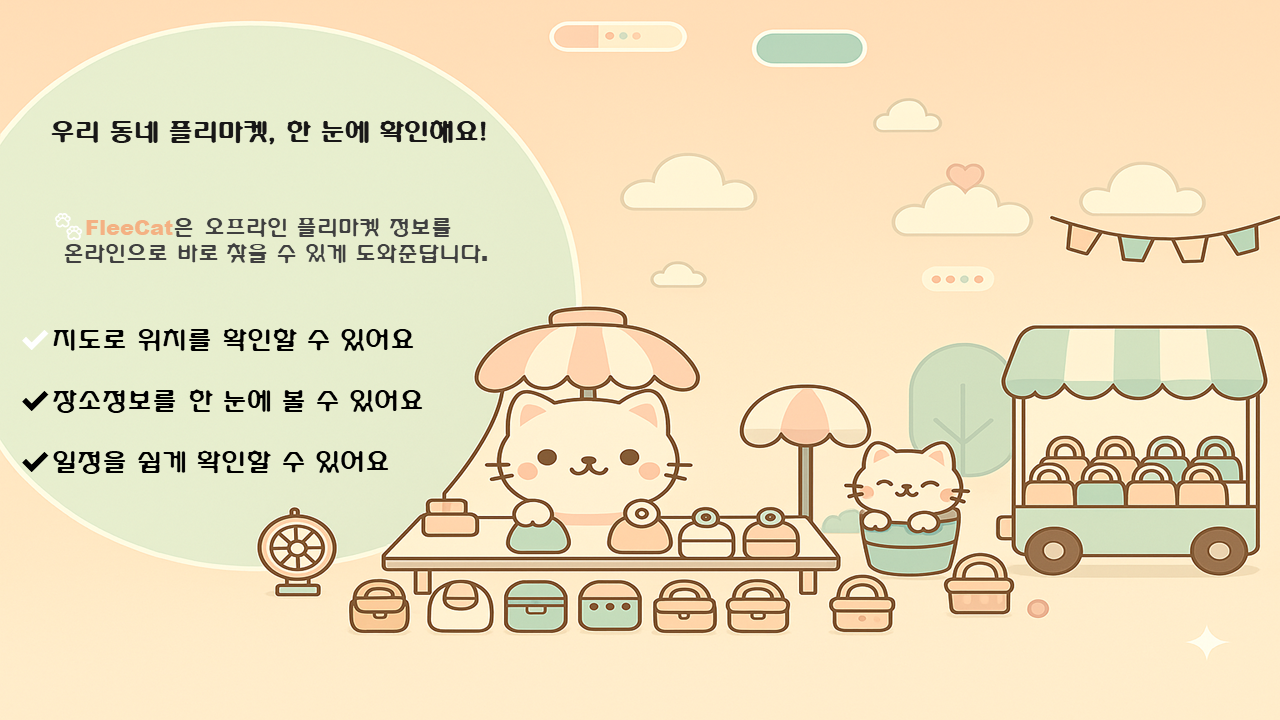 우리 동네 플리마켓, 한 눈에 확인해요!
FleeCat은 오프라인 플리마켓 정보를
온라인으로 바로 찾을 수 있게 도와준답니다.
지도로 위치를 확인할 수 있어요
장소정보를 한 눈에 볼 수 있어요
일정을 쉽게 확인할 수 있어요